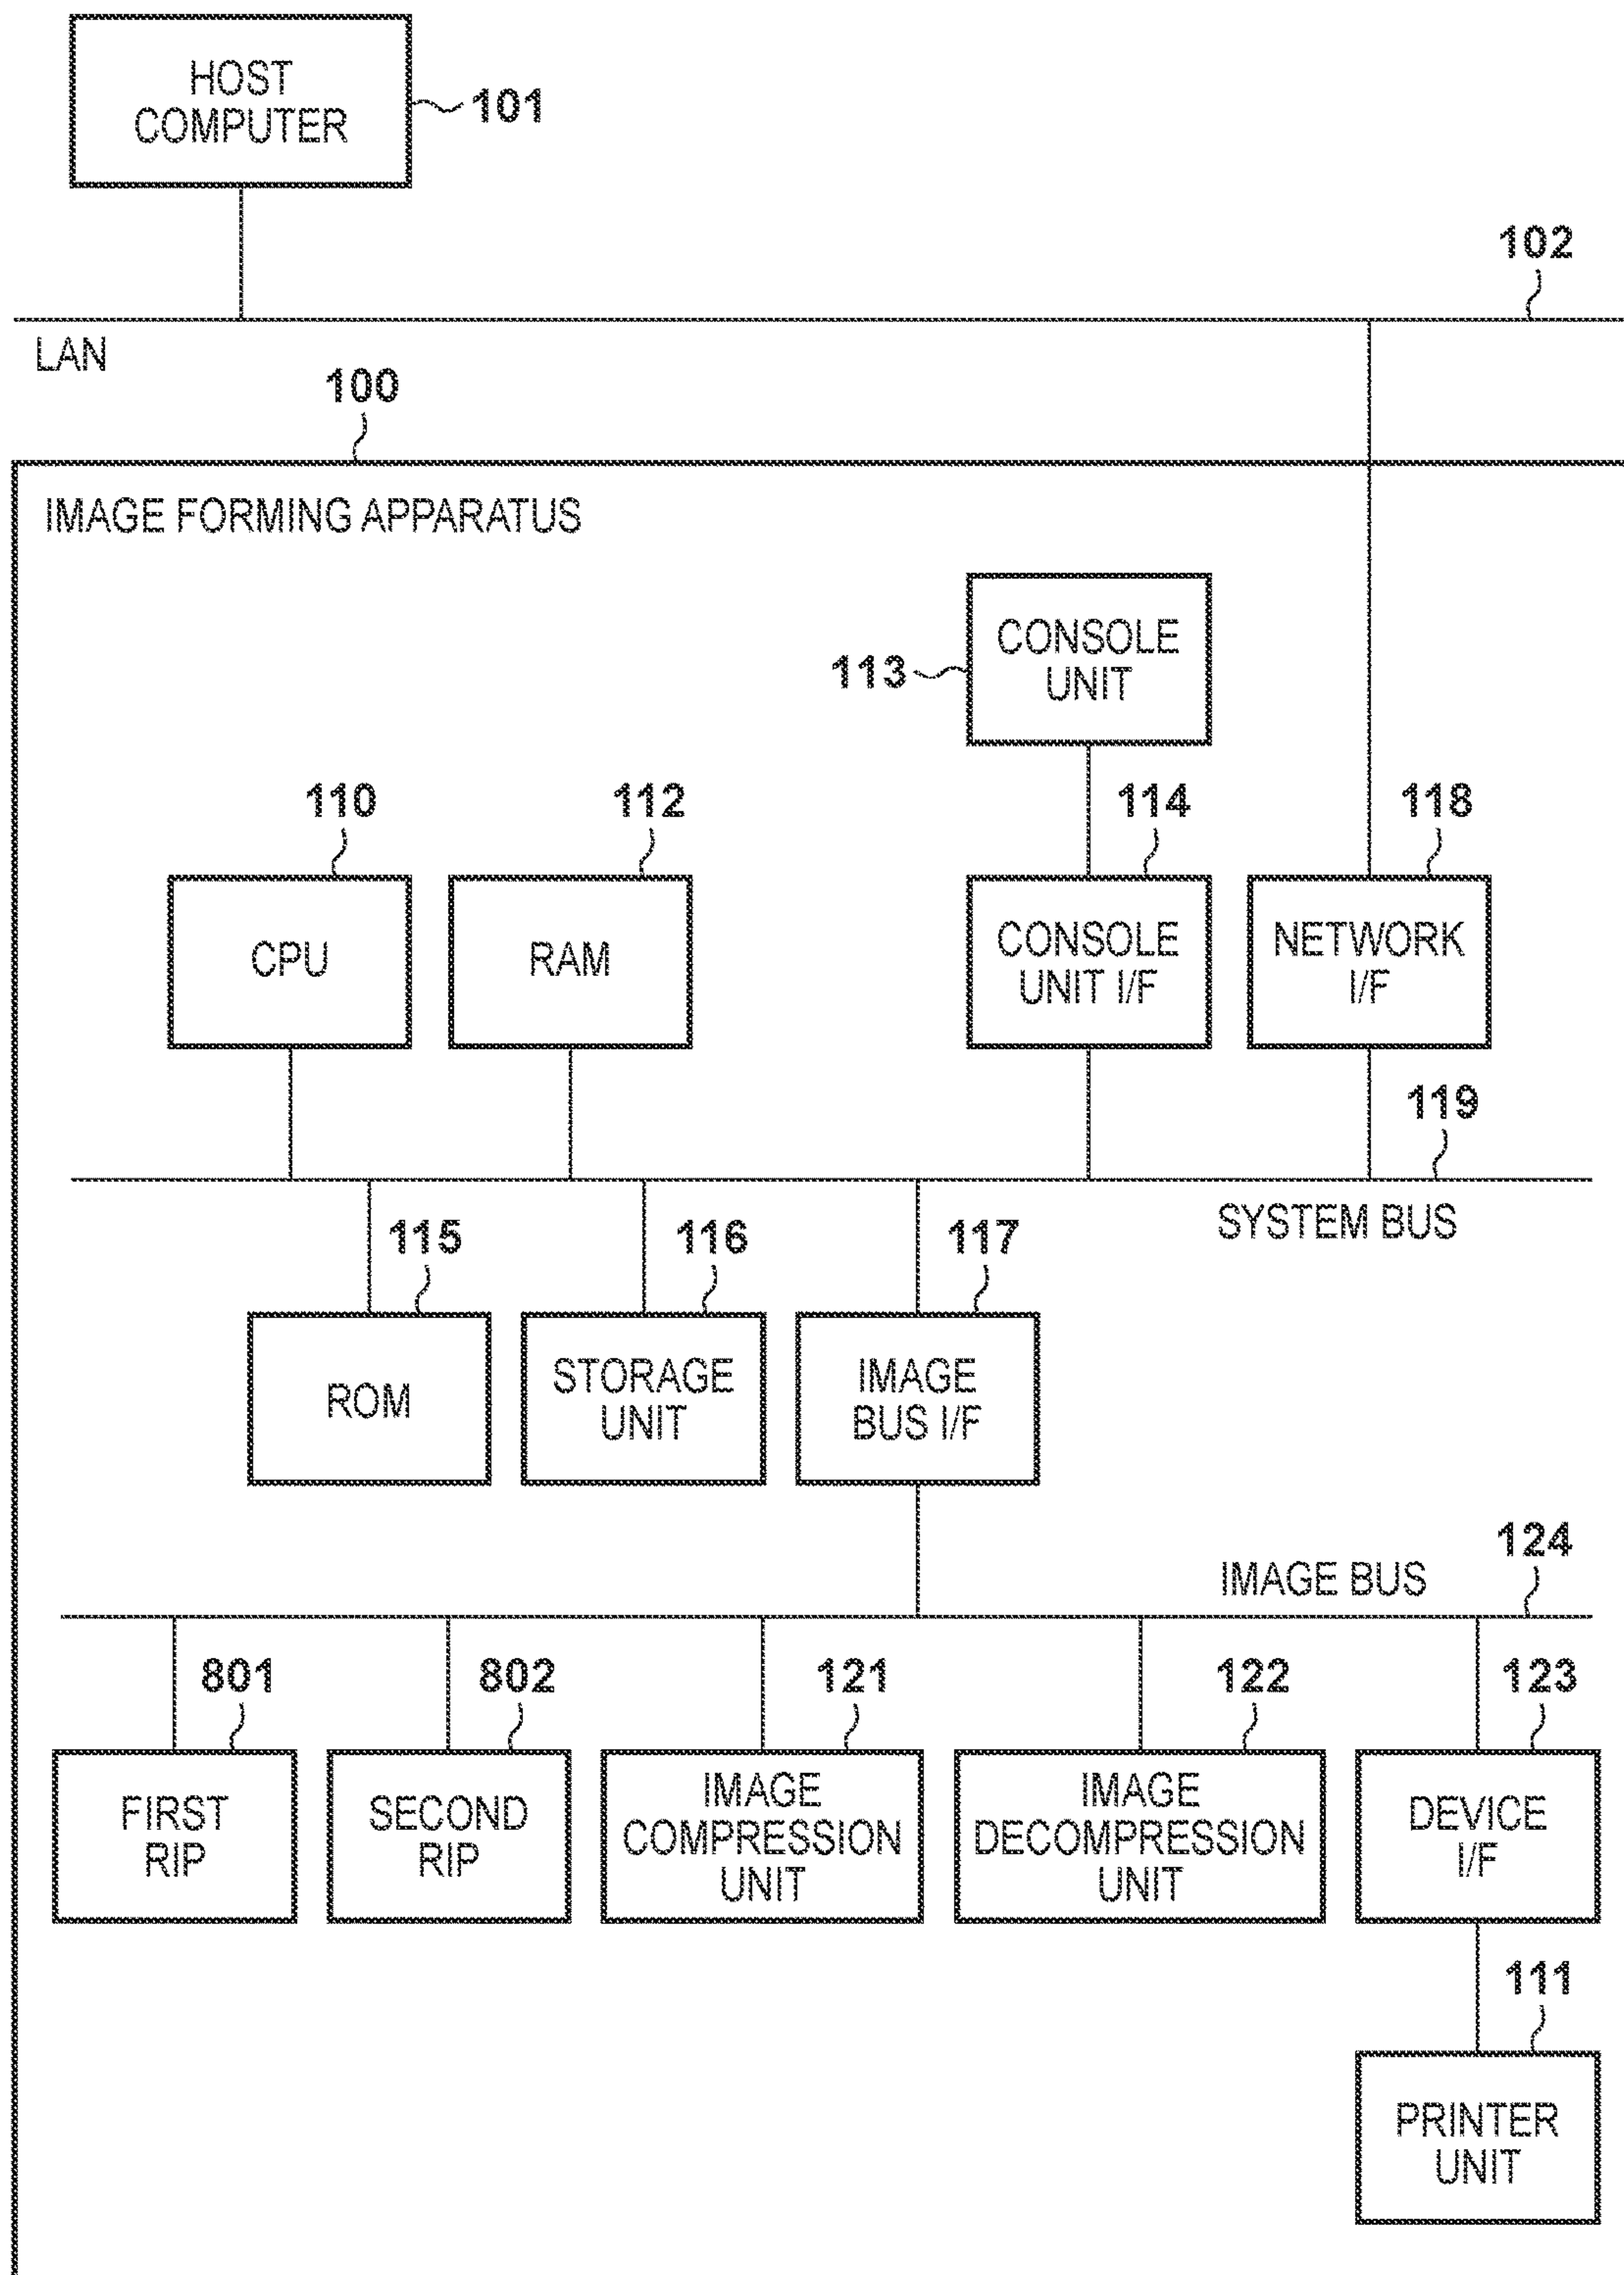 HOST
COMPUTER
101
102
LAN
100
IMAGE FORMING APPARATUS
CONSOLE
UNIT
113
110
112
114
118
CPU
RAM
CONSOLE
UNIT I/F
NETWORK
I/F
119
SYSTEM BUS
115
116
117
ROM
STORAGE
UNIT
IMAGE
BUS I/F
124
IMAGE BUS
801
802
121
122
123
FIRST
RIP
SECOND
RIP
IMAGE
COMPRESSION
UNIT
IMAGE
DECOMPRESSION
UNIT
DEVICE
I/F
111
PRINTER
UNIT